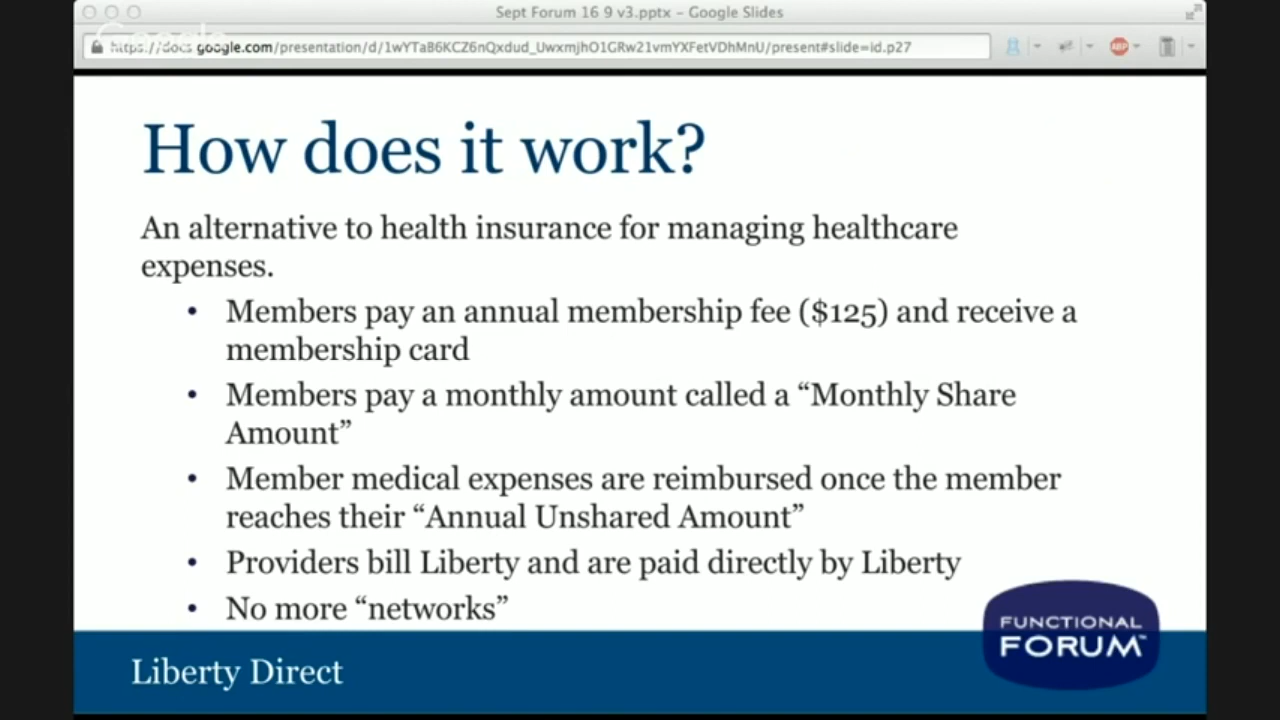 Sept Forum 16 9 v3.pptx – Google Slides
Google
https://docs.google.com/presentation/d/1wYTaB6KCZ6nQxdud_UwxmjhO1GRw21vmYXFetVDhMnU/present#slide=id.p27
ABP
How does it work?
An alternative to health insurance for managing healthcare
expenses.
• Members pay an annual membership fee ($125) and receive a
membership card
• Members pay a monthly amount called a “Monthly Share
Amount”
• Member medical expenses are reimbursed once the member
reaches their “Annual Unshared Amount”
• Providers bill Liberty and are paid directly by Liberty
• No more “networks”
FUNCTIONAL
FORUM™
Liberty Direct